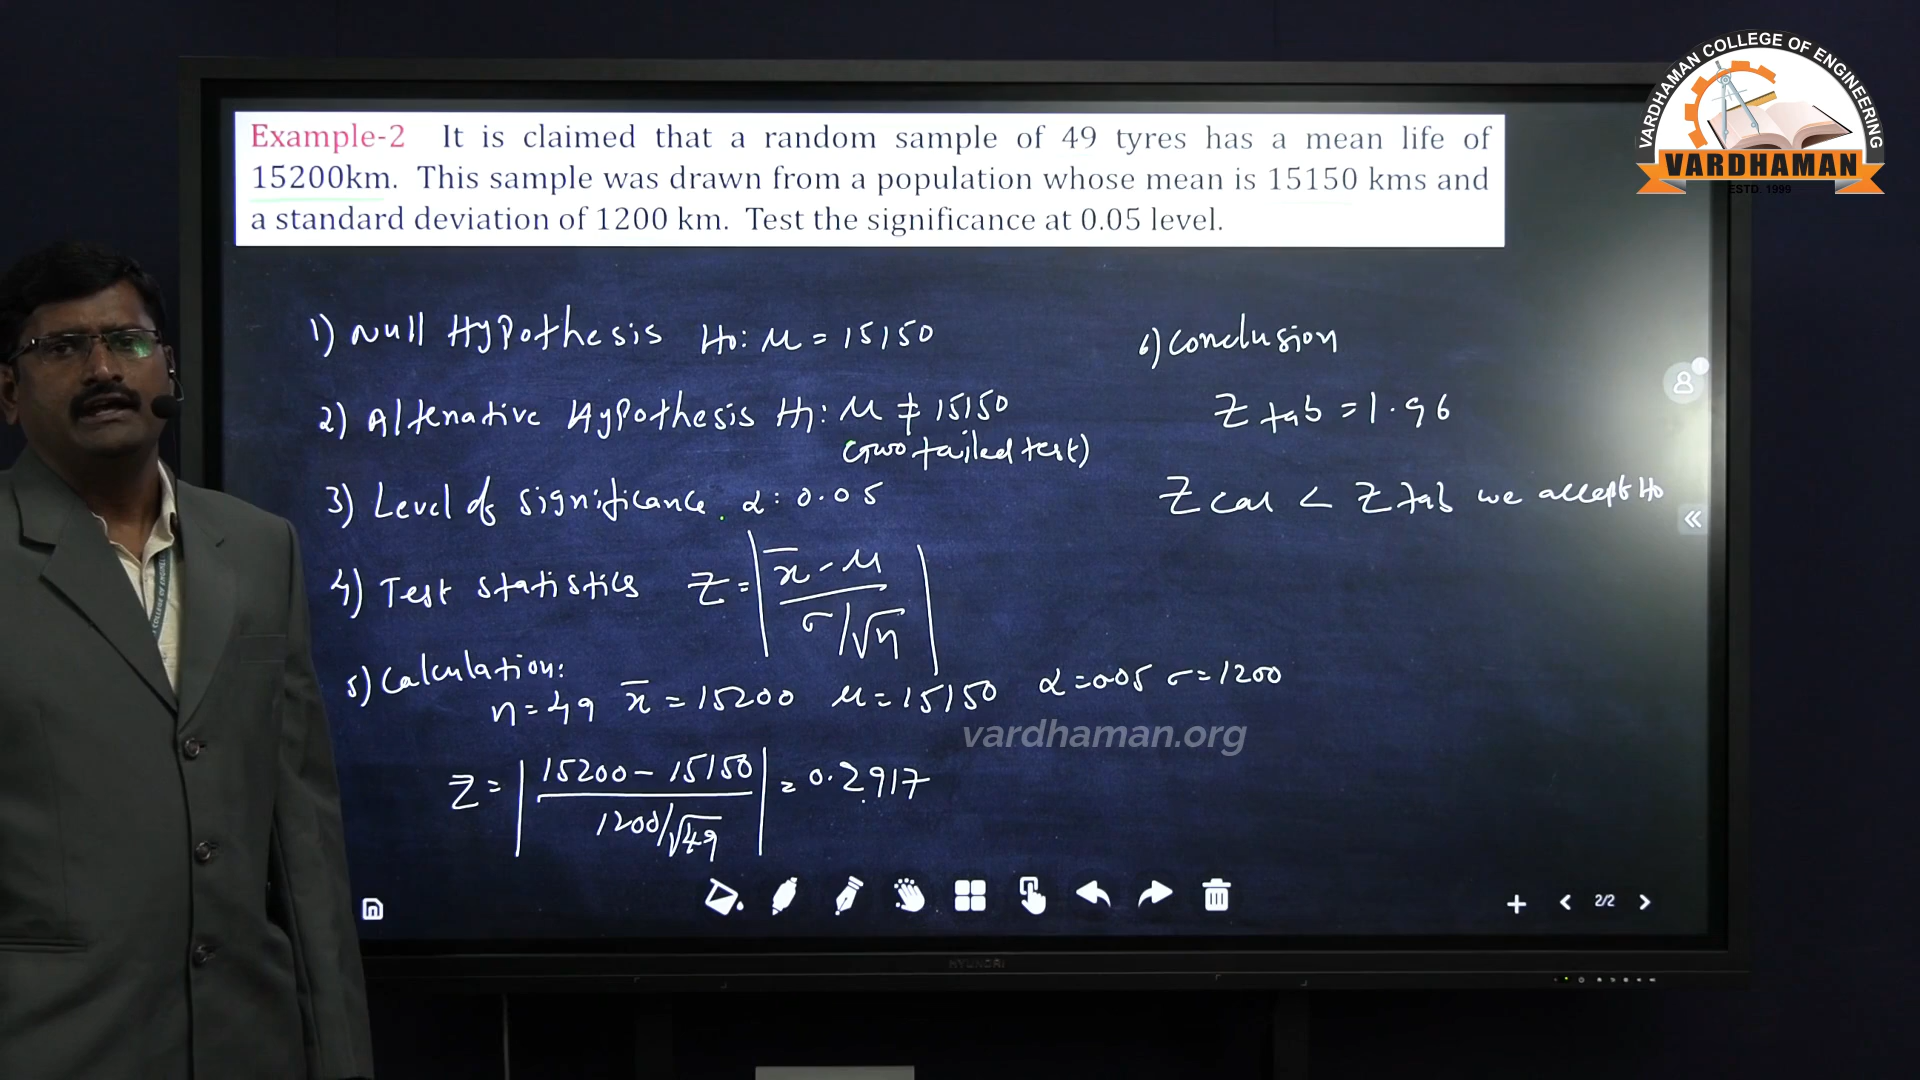 VARDHAMAN COLLEGE OF ENGINEERING
VARDHAMAN
ESTD. 1999
Example-2 It is claimed that a random sample of 49 tyres has a mean life of
15200km. This sample was drawn from a population whose mean is 15150 kms and
a standard deviation of 1200 km. Test the significance at 0.05 level.
1) Null Hypothesis H0: μ = 15150
2) Altenative Hypothesis H1: μ ≠ 15150
(Two tailed test)
3) Level of significance α: 0.05
4) Test statistics Z = |x̄ - μ / σ/√n|
5) Calculation:
n = 49 x̄ = 15200 μ = 15150 α = 0.05 σ = 1200
Z = |15200 - 15150 / 1200/√49| = 0.2917
6) Conclusion
Z tab = 1.96
Z cal < Z tab we accept H0
vardhaman.org
2/2
HYUNDAI